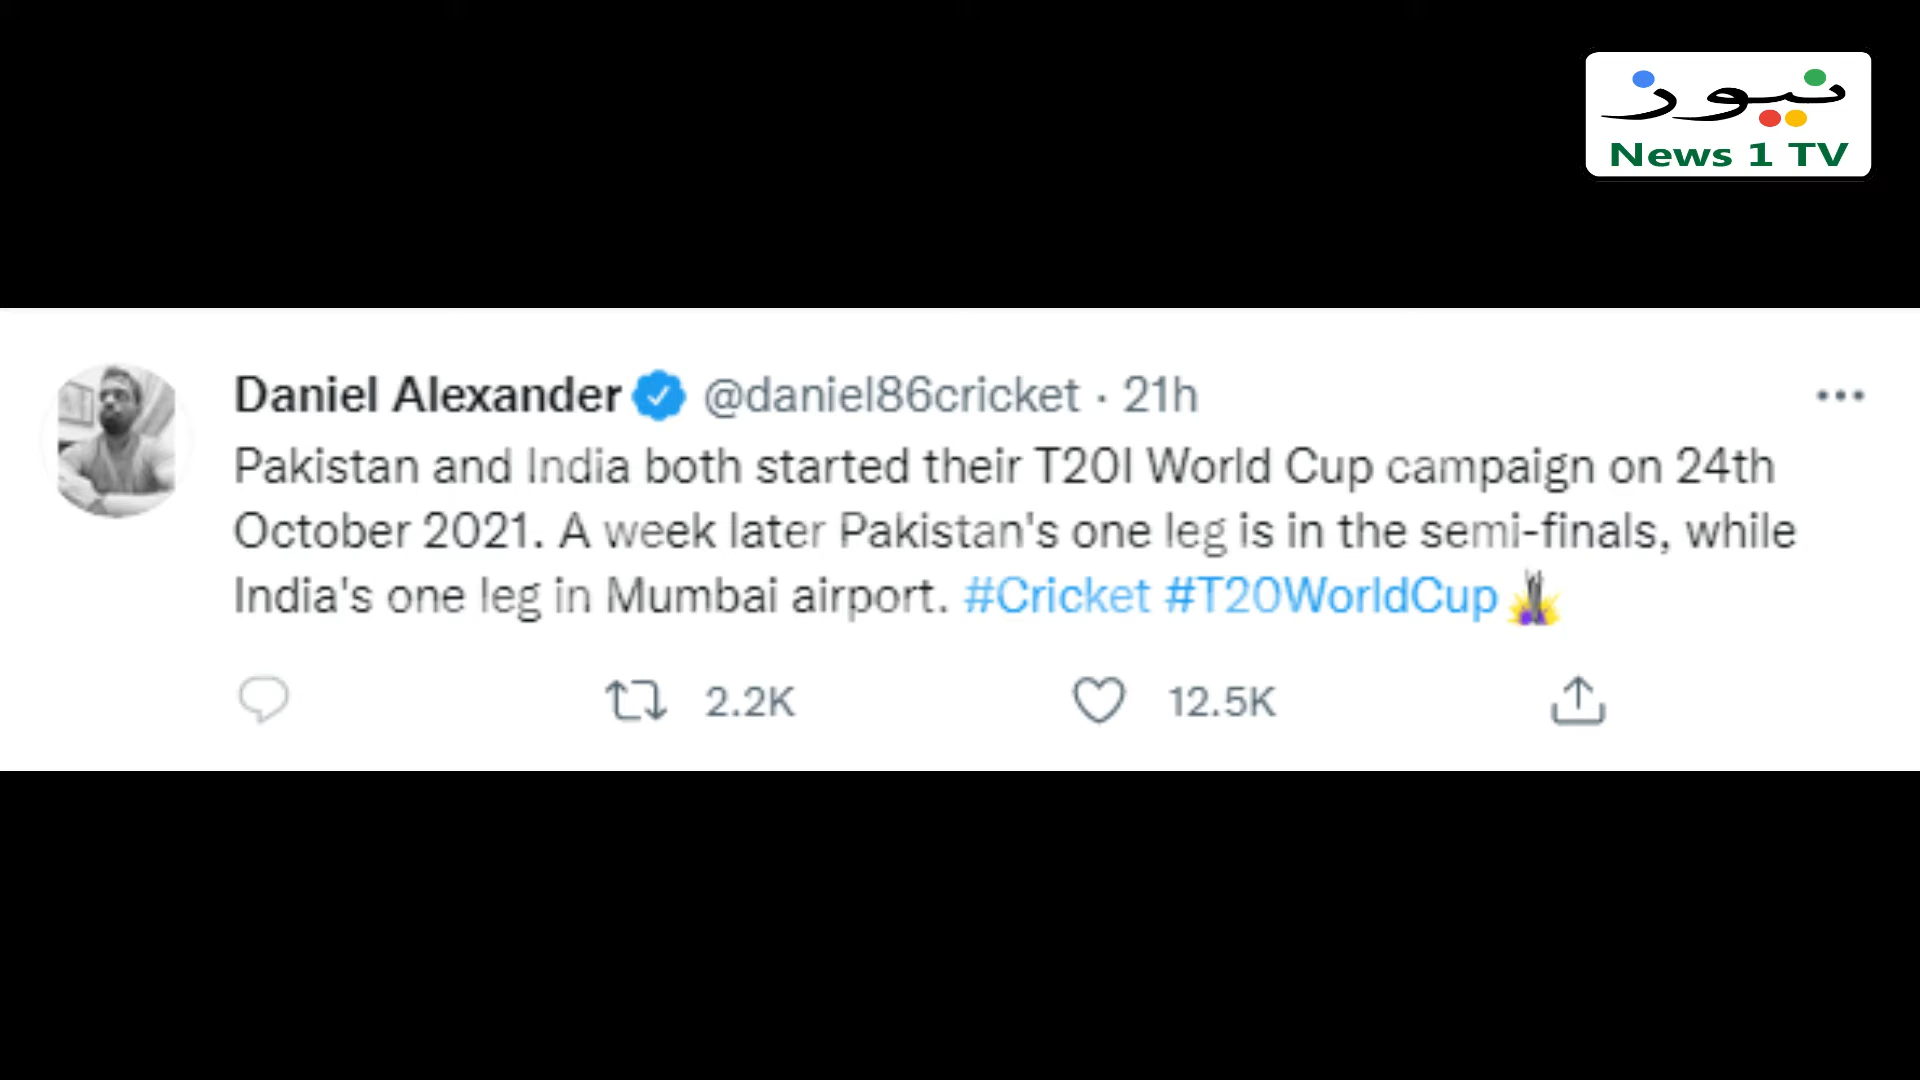 نیوز
News 1 TV
Daniel Alexander @daniel86cricket · 21h
Pakistan and India both started their T20I World Cup campaign on 24th
October 2021. A week later Pakistan's one leg is in the semi-finals, while
India's one leg in Mumbai airport. #Cricket #T20WorldCup
2.2K 12.5K